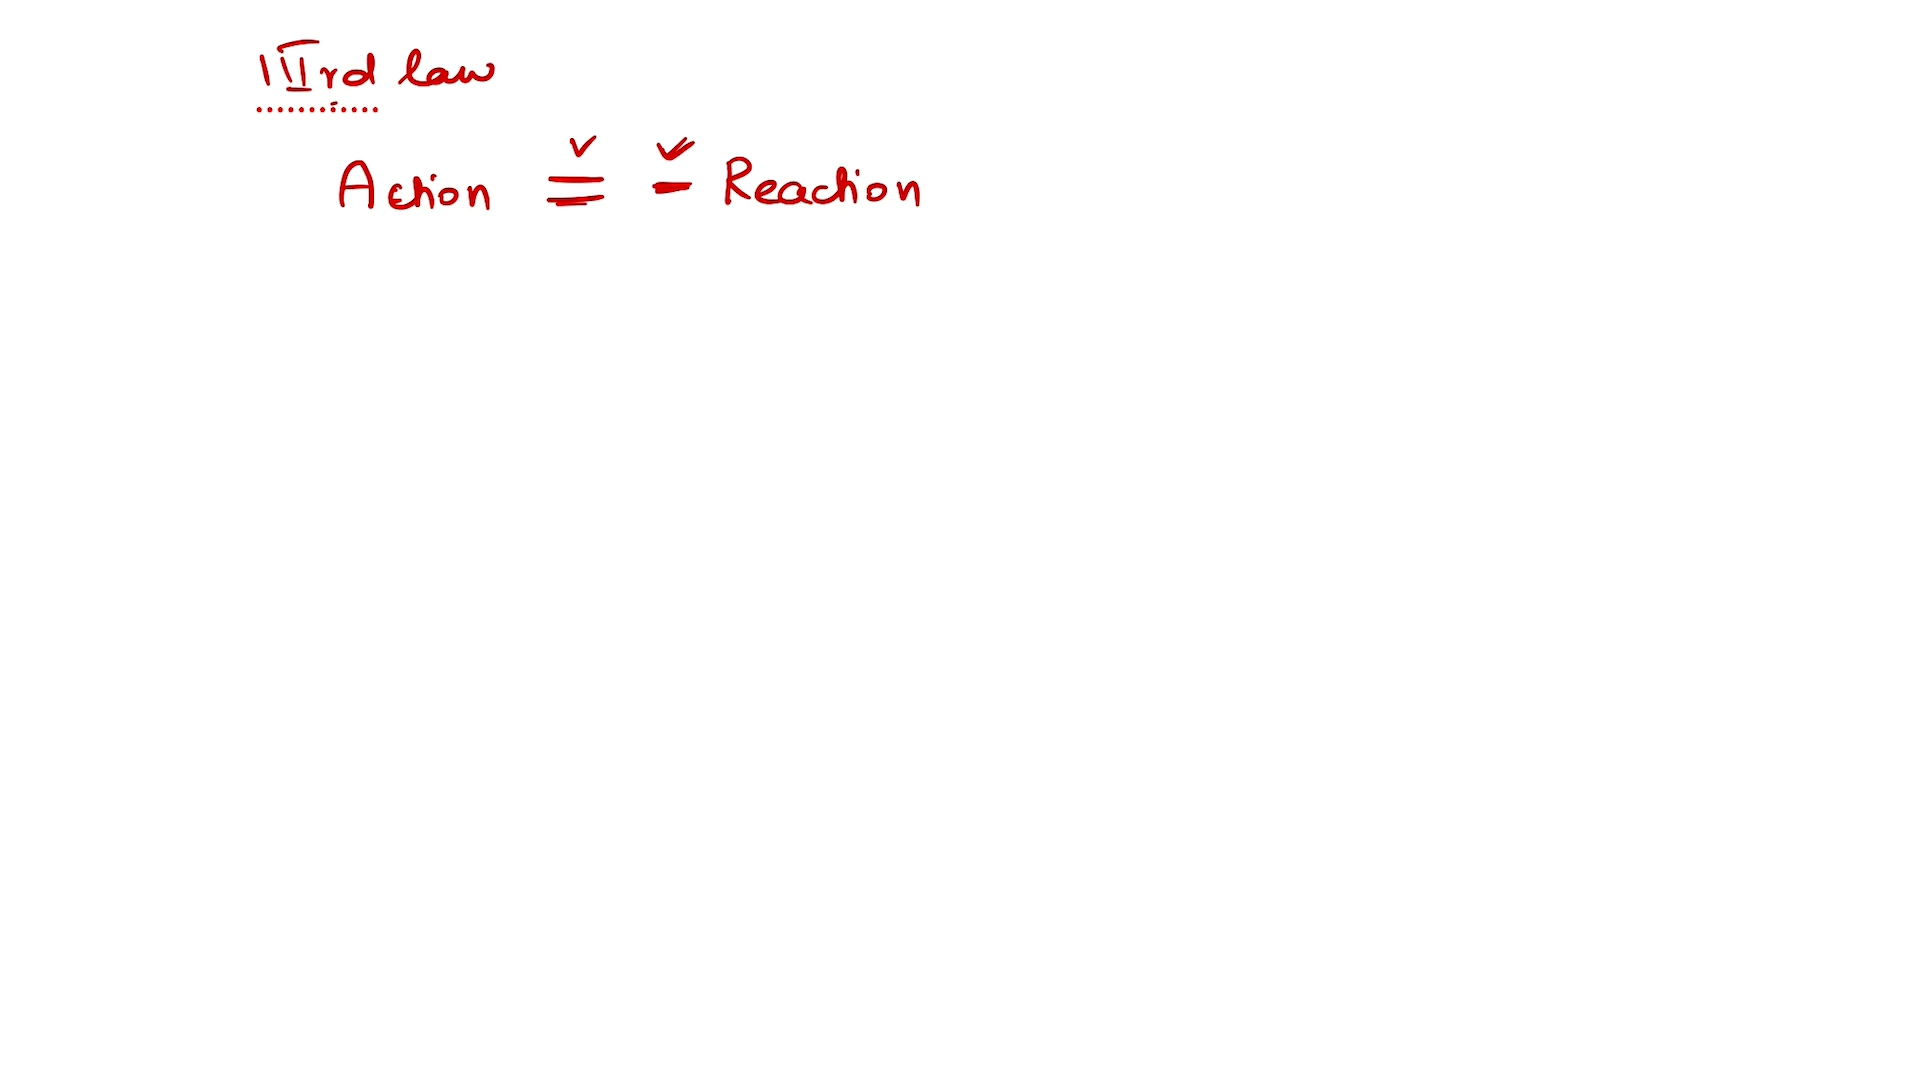 IIIrd law
Action = - Reaction